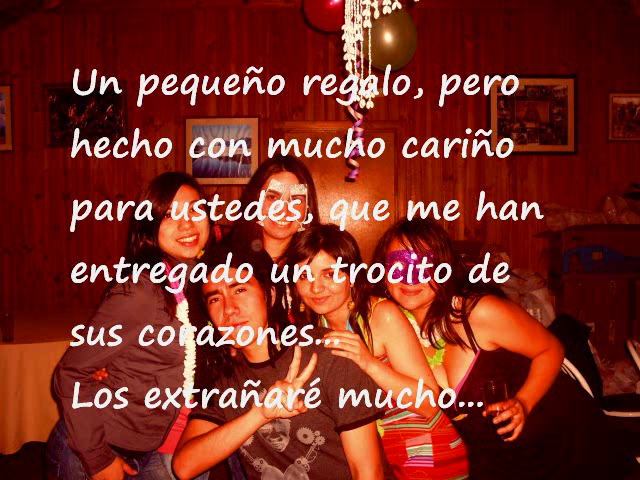 Un pequeño regalo, pero
hecho con mucho cariño
para ustedes, que me han
entregado un trocito de
sus corazones...
Los extrañaré mucho...